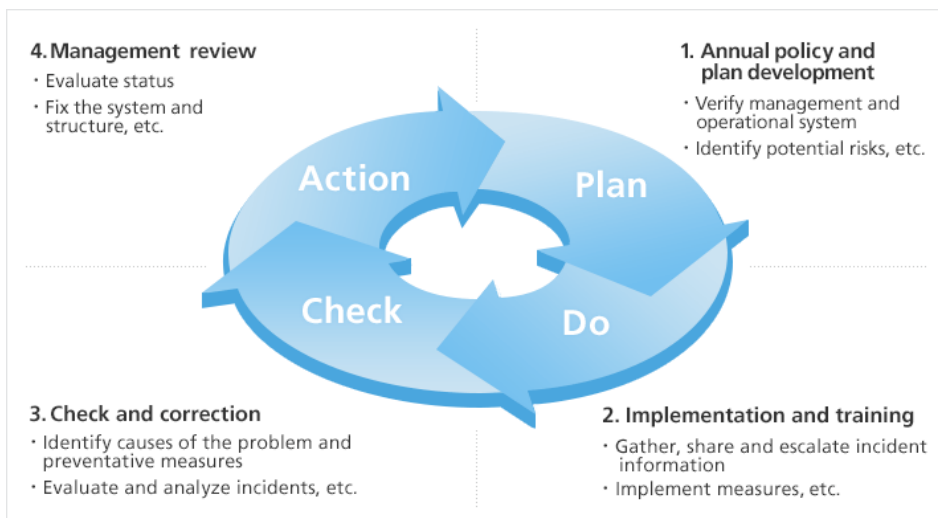 4. Management review
· Evaluate status
· Fix the system and
structure, etc.
1. Annual policy and
plan development
· Verify management and
operational system
· Identify potential risks, etc.
Action
Plan
Check
Do
3. Check and correction
· Identify causes of the problem and
preventative measures
· Evaluate and analyze incidents, etc.
2. Implementation and training
· Gather, share and escalate incident
information
· Implement measures, etc.